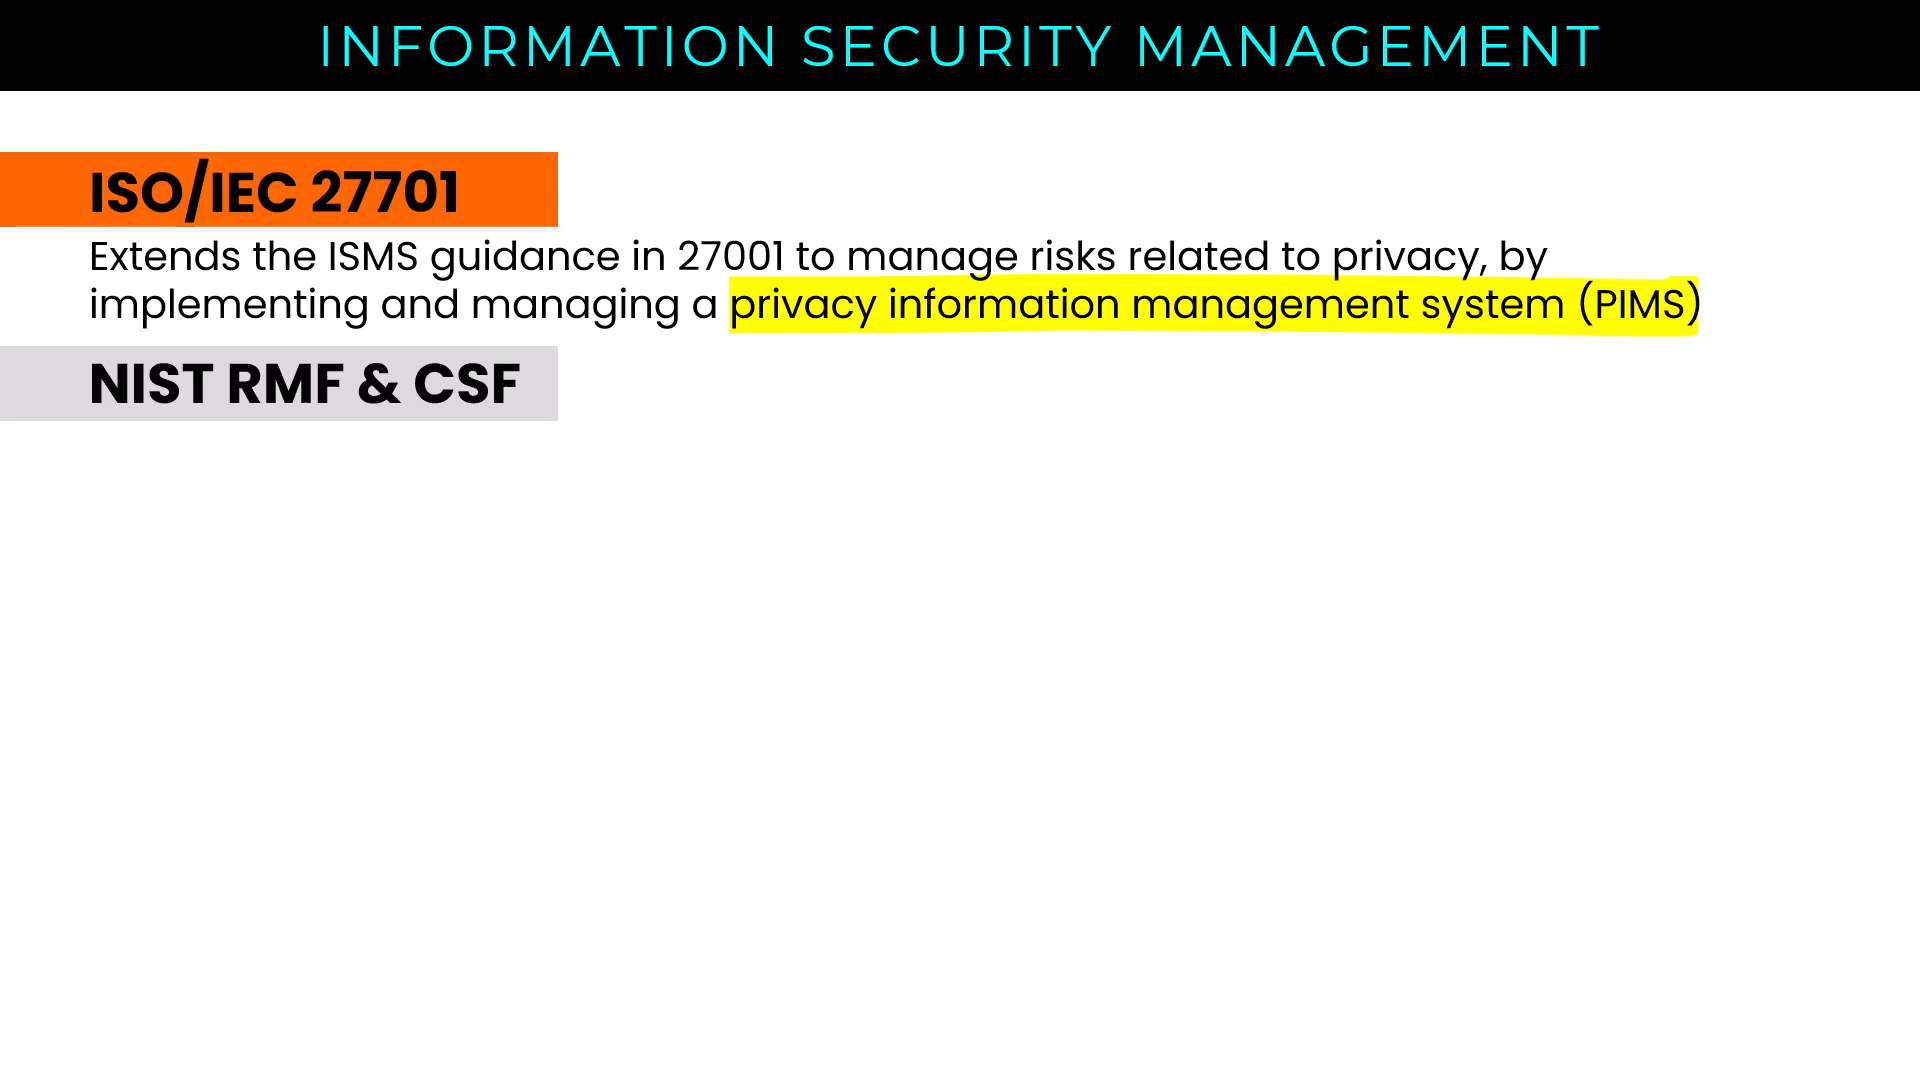 INFORMATION SECURITY MANAGEMENT
ISO/IEC 27701
Extends the ISMS guidance in 27001 to manage risks related to privacy, by
implementing and managing a privacy information management system (PIMS)
NIST RMF & CSF